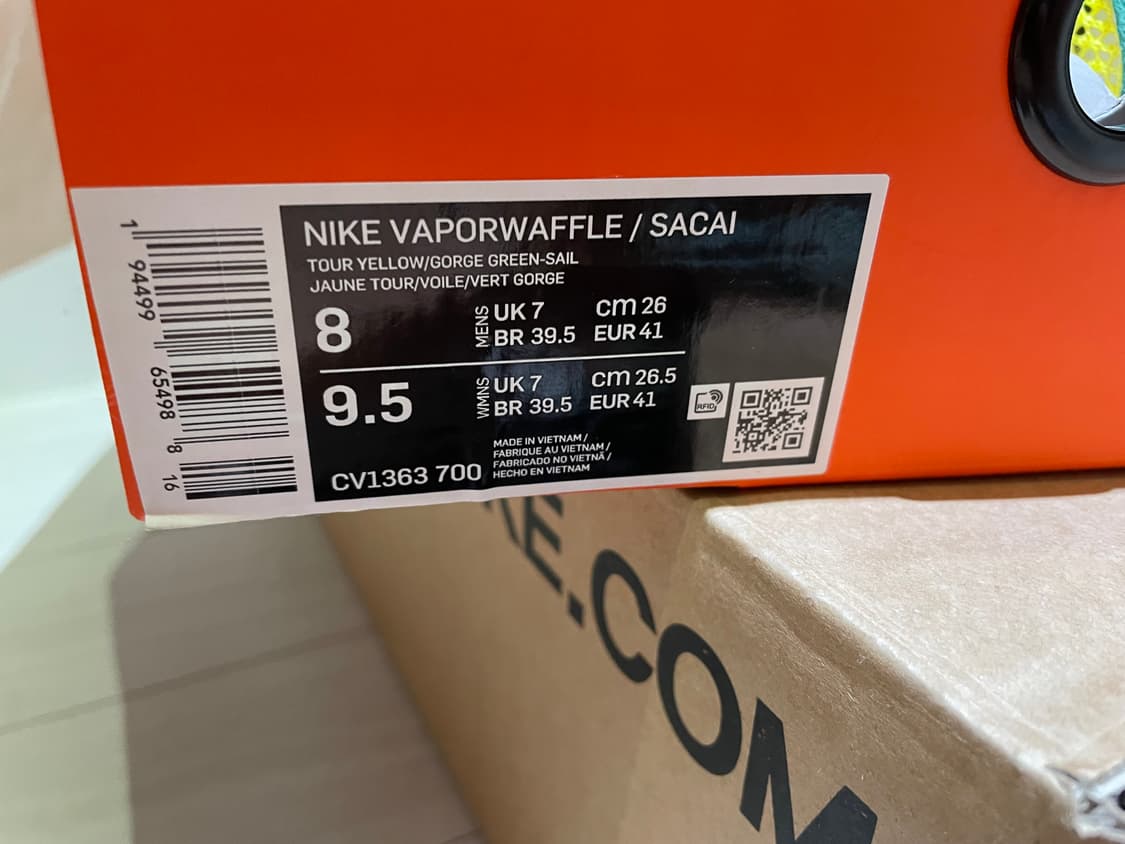 NIKE VAPORWAFFLE / SACAI
TOUR YELLOW/GORGE GREEN-SAIL
JAUNE TOUR/VOILE/VERT GORGE
8 MENS UK 7 cm 26
BR 39.5 EUR 41
9.5 WMNS UK 7 cm 26.5
BR 39.5 EUR 41
RFID
MADE IN VIETNAM /
FABRIQUE AU VIETNAM /
FABRICADO NO VIETNÃ /
HECHO EN VIETNAM
CV1363 700
1 94499 65498 8 16
KE.COM